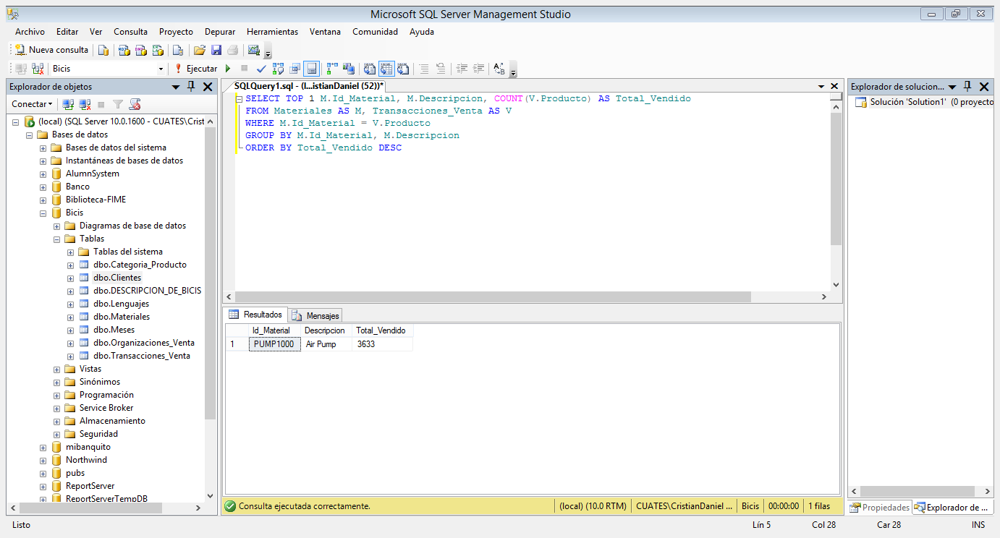 Microsoft SQL Server Management Studio
Archivo Editar Ver Consulta Proyecto Depurar Herramientas Ventana Comunidad Ayuda
Nueva consulta
Bicis Ejecutar
Explorador de objetos
Conectar
(local) (SQL Server 10.0.1600 - CUATES\Crist
Bases de datos
Bases de datos del sistema
Instantáneas de bases de datos
AlumnSystem
Banco
Biblioteca-FIME
Bicis
Diagramas de base de datos
Tablas
Tablas del sistema
dbo.Categoria_Producto
dbo.Clientes
dbo.DESCRIPCION_DE_BICIS
dbo.Lenguajes
dbo.Materiales
dbo.Meses
dbo.Organizaciones_Venta
dbo.Transacciones_Venta
Vistas
Sinónimos
Programación
Service Broker
Almacenamiento
Seguridad
mibanquito
Northwind
pubs
ReportServer
ReportServerTempDB
SQLQuery1.sql - (l...istianDaniel (52))*
SELECT TOP 1 M.Id_Material, M.Descripcion, COUNT(V.Producto) AS Total_Vendido
FROM Materiales AS M, Transacciones_Venta AS V
WHERE M.Id_Material = V.Producto
GROUP BY M.Id_Material, M.Descripcion
ORDER BY Total_Vendido DESC
Resultados Mensajes
Id_Material Descripcion Total_Vendido
1 PUMP1000 Air Pump 3633
Consulta ejecutada correctamente. (local) (10.0 RTM) CUATES\CristianDaniel ... Bicis 00:00:00 1 filas
Explorador de solucion...
Solución 'Solution1' (0 proyecto
Propiedades Explorador de ...
Listo Lín 5 Col 28 Car 28 INS